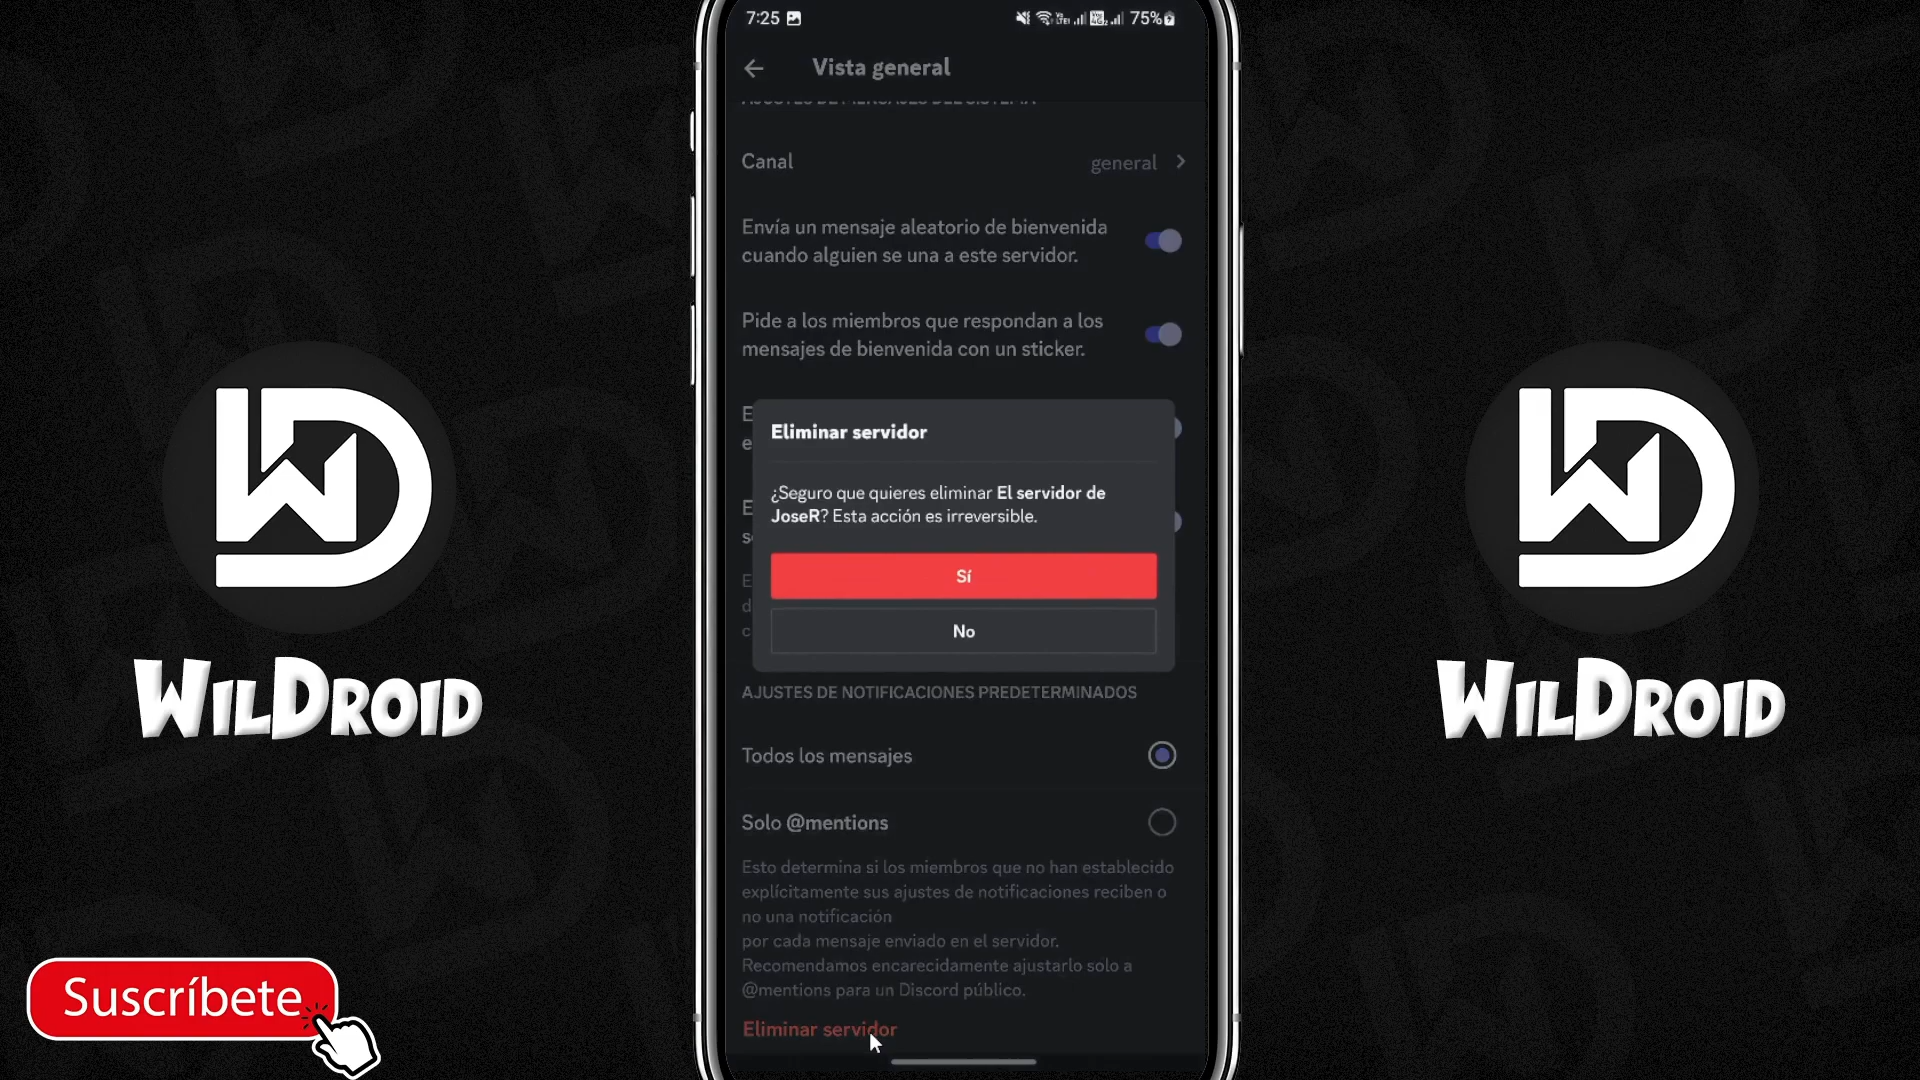 7:25
75%
Vista general
AJUSTES DE MENSAJES DEL SISTEMA
Canal
general
Envía un mensaje aleatorio de bienvenida
cuando alguien se una a este servidor.
Pide a los miembros que respondan a los
mensajes de bienvenida con un sticker.
Eliminar servidor
¿Seguro que quieres eliminar El servidor de
JoseR? Esta acción es irreversible.
Sí
No
AJUSTES DE NOTIFICACIONES PREDETERMINADOS
Todos los mensajes
Solo @mentions
Esto determina si los miembros que no han establecido
explícitamente sus ajustes de notificaciones reciben o
no una notificación
por cada mensaje enviado en el servidor.
Recomendamos encarecidamente ajustarlo solo a
@mentions para un Discord público.
Eliminar servidor
WILDROID
WILDROID
Suscríbete